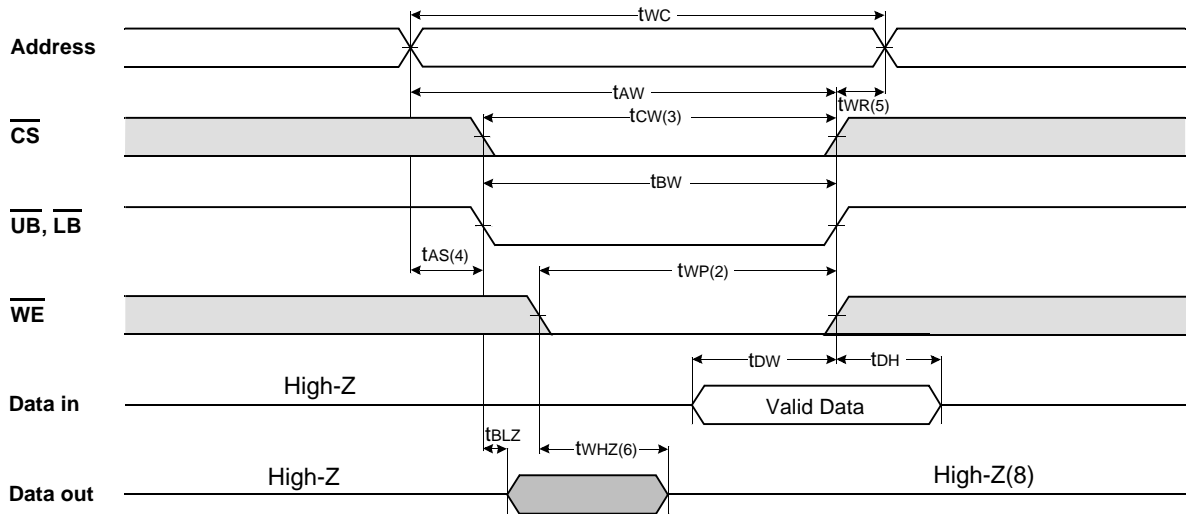 tWC
Address
tAW
tWR(5)
CS
tCW(3)
tBW
UB, LB
tAS(4)
tWP(2)
WE
tDW
tDH
High-Z
Data in
Valid Data
tBLZ
tWHZ(6)
High-Z
High-Z(8)
Data out